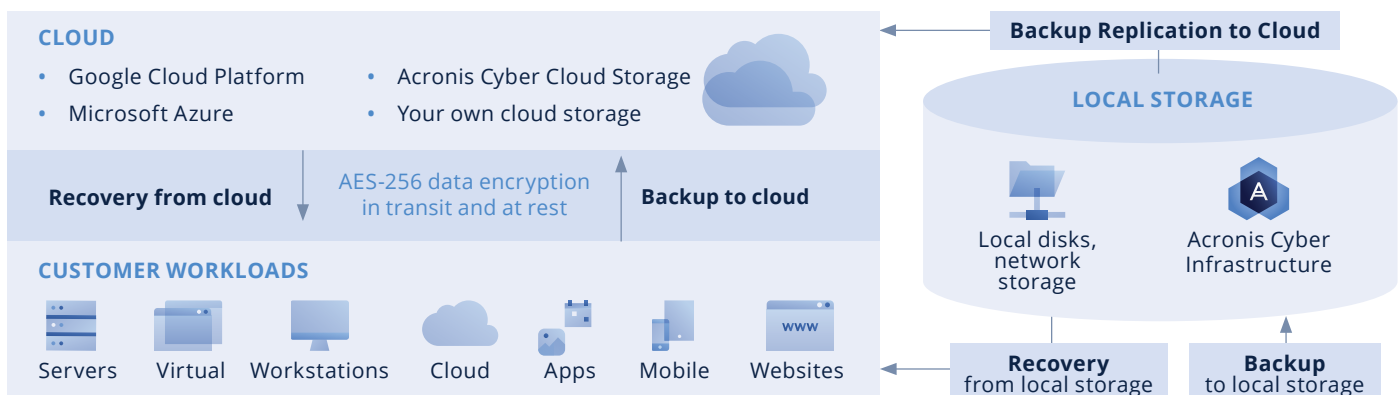 CLOUD
• Google Cloud Platform
• Microsoft Azure
• Acronis Cyber Cloud Storage
• Your own cloud storage
Recovery from cloud
AES-256 data encryption
in transit and at rest
Backup to cloud
CUSTOMER WORKLOADS
Servers
Virtual
Workstations
Cloud
Apps
Mobile
www
Websites
Backup Replication to Cloud
LOCAL STORAGE
Local disks,
network
storage
A
Acronis Cyber
Infrastructure
Recovery
from local storage
Backup
to local storage